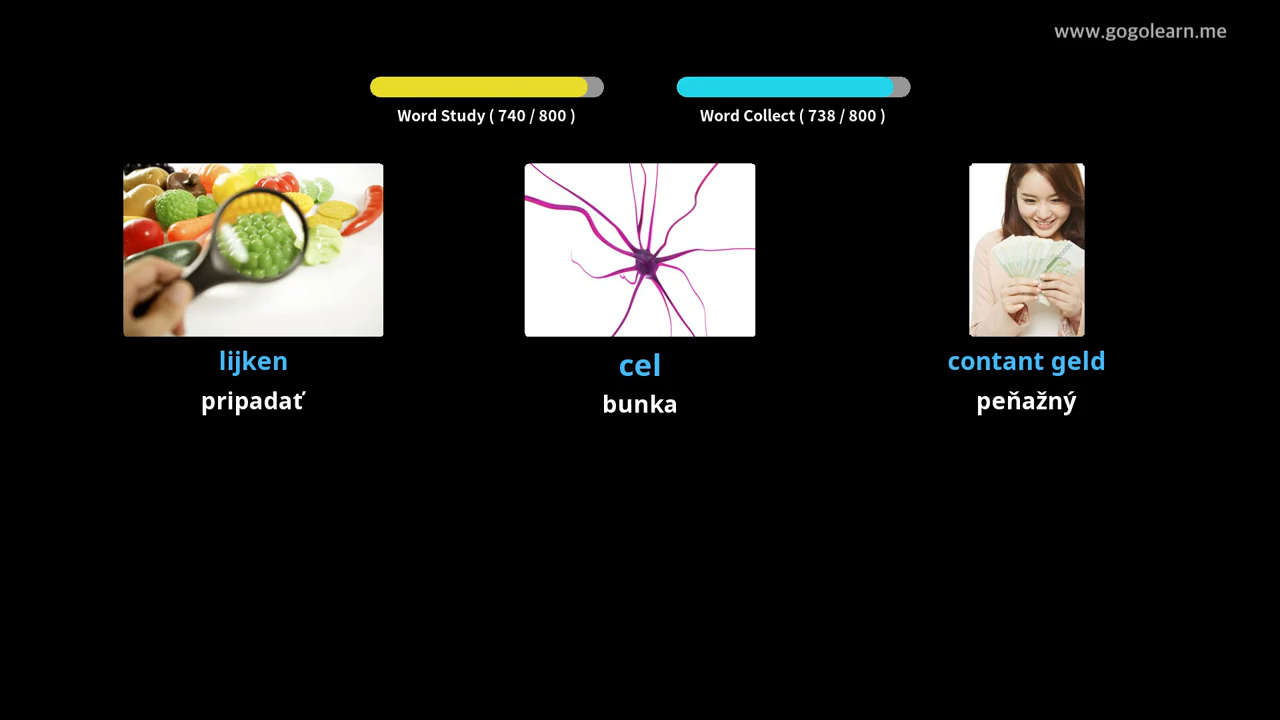 www.gogolearn.me
Word Study ( 740 / 800 )
Word Collect ( 738 / 800 )
lijken
cel
contant geld
pripadať
bunka
peňažný